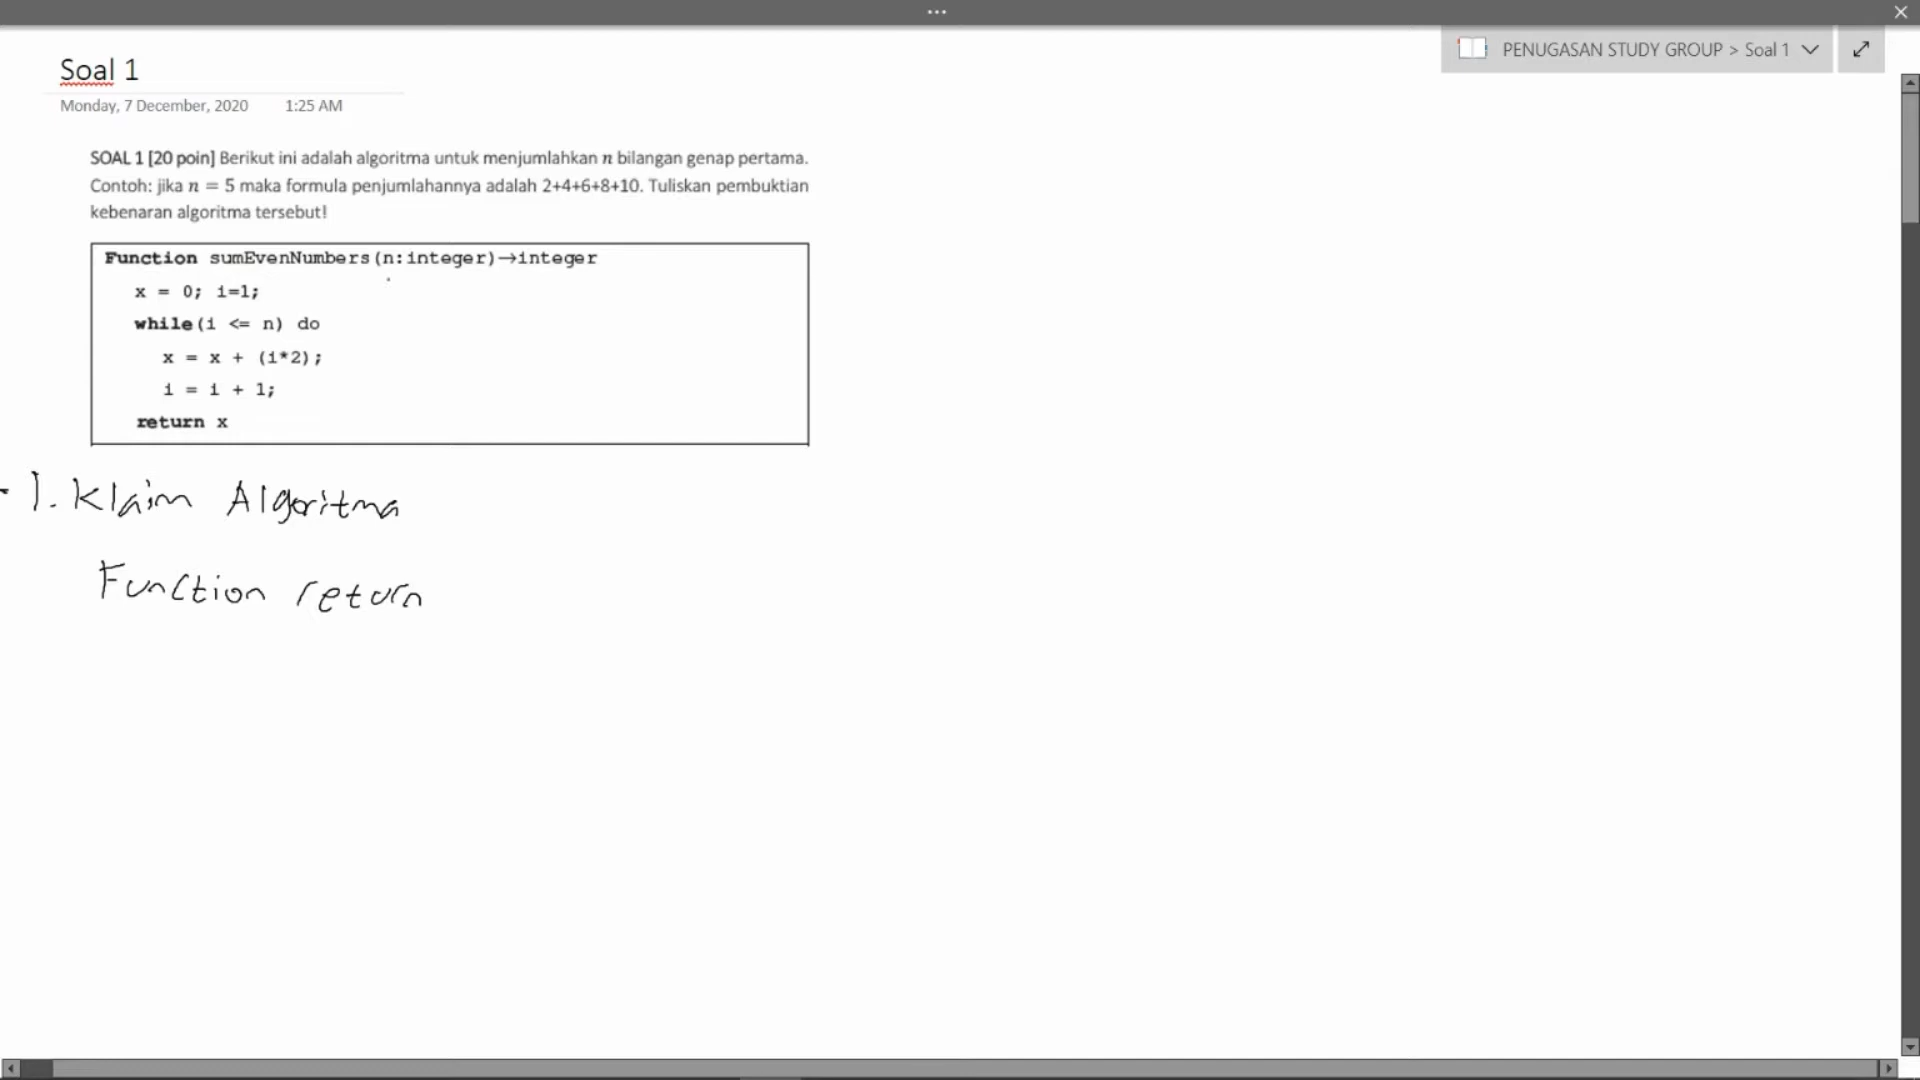 PENUGASAN STUDY GROUP > Soal 1
Soal 1
Monday, 7 December, 2020 1:25 AM
SOAL 1 [20 poin] Berikut ini adalah algoritma untuk menjumlahkan n bilangan genap pertama.
Contoh: jika n = 5 maka formula penjumlahannya adalah 2+4+6+8+10. Tuliskan pembuktian
kebenaran algoritma tersebut!
Function sumEvenNumbers(n:integer)→integer
x = 0; i=1;
while(i <= n) do
x = x + (i*2);
i = i + 1;
return x
1. Klaim Algoritma
Function return